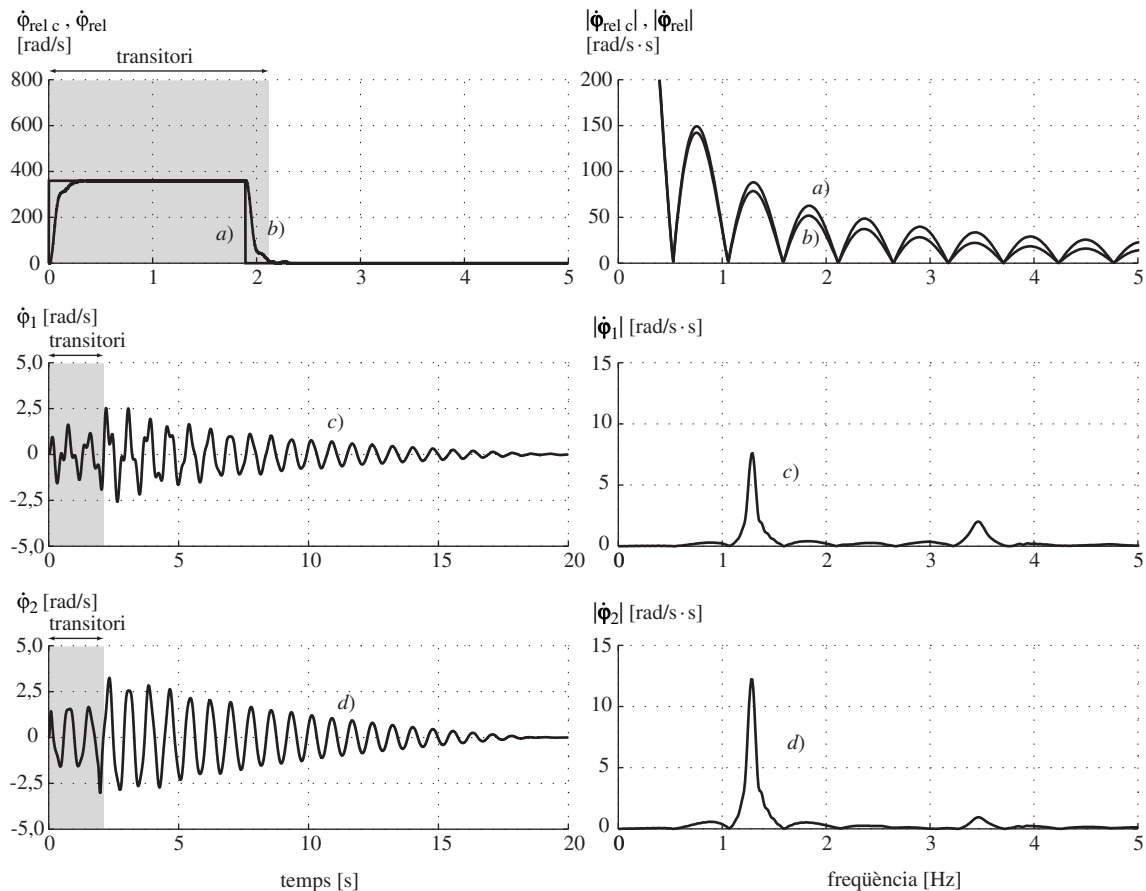 φ̇rel c , φ̇rel
[rad/s]
transitori
800
600
400
200
0
a)
b)
0 1 2 3 4 5
|φ̇rel c| , |φ̇rel|
[rad/s·s]
200
150
100
50
0
a)
b)
0 1 2 3 4 5
φ̇1 [rad/s]
transitori
5,0
2,5
0
-2,5
-5,0
c)
0 5 10 15 20
|φ̇1| [rad/s·s]
15
10
5
0
c)
0 1 2 3 4 5
φ̇2 [rad/s]
transitori
5,0
2,5
0
-2,5
-5,0
d)
0 5 10 15 20
temps [s]
|φ̇2| [rad/s·s]
15
10
5
0
d)
0 1 2 3 4 5
freqüència [Hz]